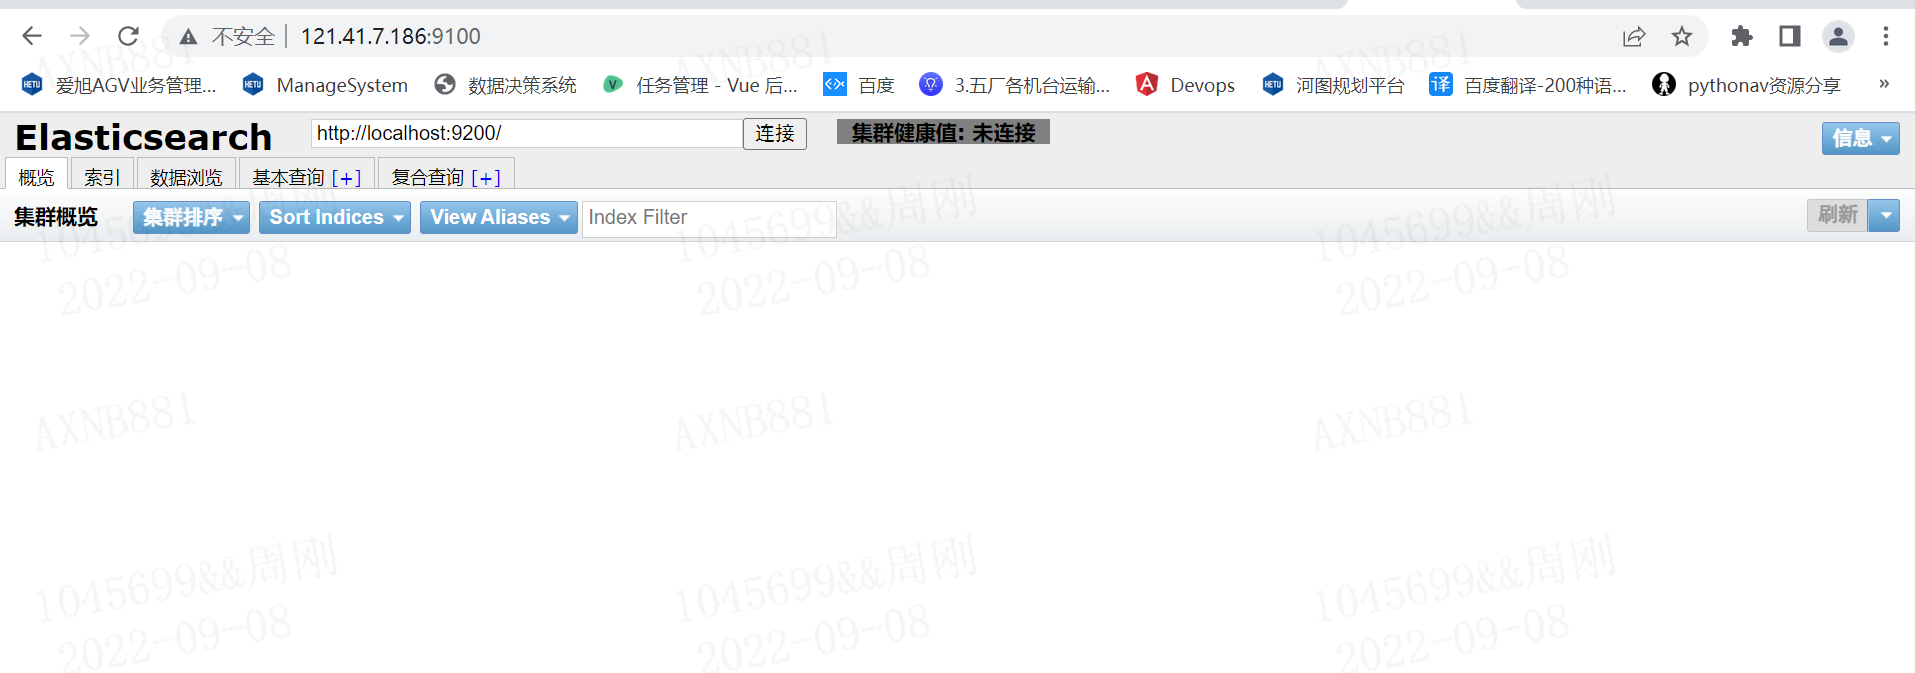 不安全 121.41.7.186:9100
爱旭AGV业务管理... ManageSystem 数据决策系统 任务管理 - Vue 后... 百度 3.五厂各机台运输... Devops 河图规划平台 百度翻译-200种语... pythonav资源分享 »
Elasticsearch http://localhost:9200/ 连接 集群健康值: 未连接 信息
概览 索引 数据浏览 基本查询 [+] 复合查询 [+]
集群概览 集群排序 Sort Indices View Aliases Index Filter 刷新
AXNB881 AXNB881 AXNB881
1045699&&周刚 1045699&&周刚 1045699&&周刚
2022-09-08 2022-09-08 2022-09-08
AXNB881 AXNB881 AXNB881
1045699&&周刚 1045699&&周刚 1045699&&周刚
2022-09-08 2022-09-08 2022-09-08